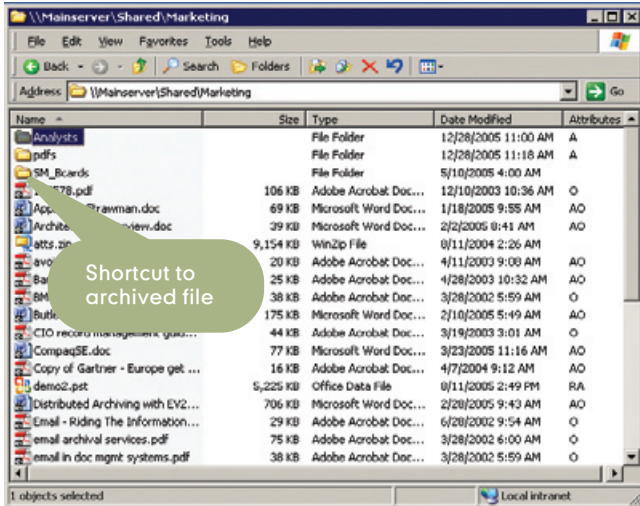 \\Mainserver\Shared\Marketing
File Edit View Favorites Tools Help
Back Search Folders
Address \\Mainserver\Shared\Marketing Go
Name Size Type Date Modified Attributes
Analysts File Folder 12/28/2005 11:00 AM A
pdfs File Folder 12/28/2005 11:18 AM A
SM_Bcards File Folder 5/10/2005 4:00 AM
578.pdf 106 KB Adobe Acrobat Doc... 12/10/2003 10:36 AM O
App trawman.doc 69 KB Microsoft Word Doc... 1/18/2005 9:55 AM AO
Archite view.doc 39 KB Microsoft Word Doc... 2/2/2005 8:41 AM AO
atts.zip 9,154 KB WinZip File 8/11/2004 2:26 AM
avo 20 KB Adobe Acrobat Doc... 4/11/2003 9:08 AM AO
Ba 25 KB Adobe Acrobat Doc... 4/28/2003 10:32 AM AO
BM 38 KB Adobe Acrobat Doc... 3/28/2002 5:59 AM O
Butle 175 KB Microsoft Word Doc... 2/10/2005 5:49 AM AO
Shortcut to
archived file
CIO record management guid... 44 KB Adobe Acrobat Doc... 3/19/2003 3:01 AM O
CompaqSE.doc 77 KB Microsoft Word Doc... 3/23/2005 11:16 AM AO
Copy of Gartner - Europe get ... 16 KB Adobe Acrobat Doc... 4/7/2004 9:12 AM AO
demo2.pst 5,225 KB Office Data File 8/11/2005 2:49 PM RA
Distributed Archiving with EV2... 706 KB Microsoft Word Doc... 2/28/2005 9:43 AM AO
Email - Riding The Information... 29 KB Adobe Acrobat Doc... 6/28/2002 9:54 AM O
email archival services.pdf 75 KB Adobe Acrobat Doc... 3/28/2002 6:00 AM O
email in doc mgmt systems.pdf 38 KB Adobe Acrobat Doc... 3/28/2002 5:59 AM O
1 objects selected Local intranet